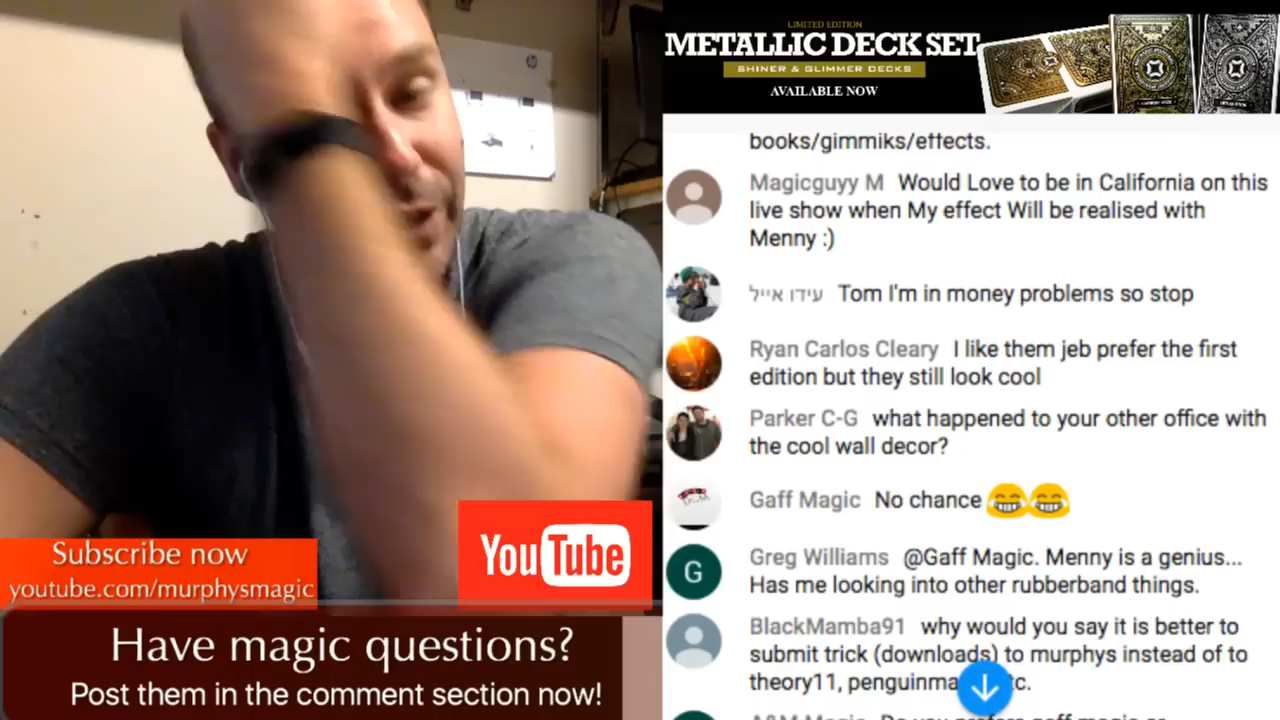 LIMITED EDITION
METALLIC DECK SET
SHINER & GLIMMER DECKS
AVAILABLE NOW
books/gimmiks/effects.
Magicguyy M Would Love to be in California on this
live show when My effect Will be realised with
Menny :)
עידו אייל Tom I'm in money problems so stop
Ryan Carlos Cleary I like them jeb prefer the first
edition but they still look cool
Parker C-G what happened to your other office with
the cool wall decor?
Gaff Magic No chance 😂😂
G Greg Williams @Gaff Magic. Menny is a genius...
Has me looking into other rubberband things.
BlackMamba91 why would you say it is better to
submit trick (downloads) to murphys instead of to
theory11,
YouTube
Subscribe now
youtube.com/murphysmagic
Have magic questions?
Post them in the comment section now!